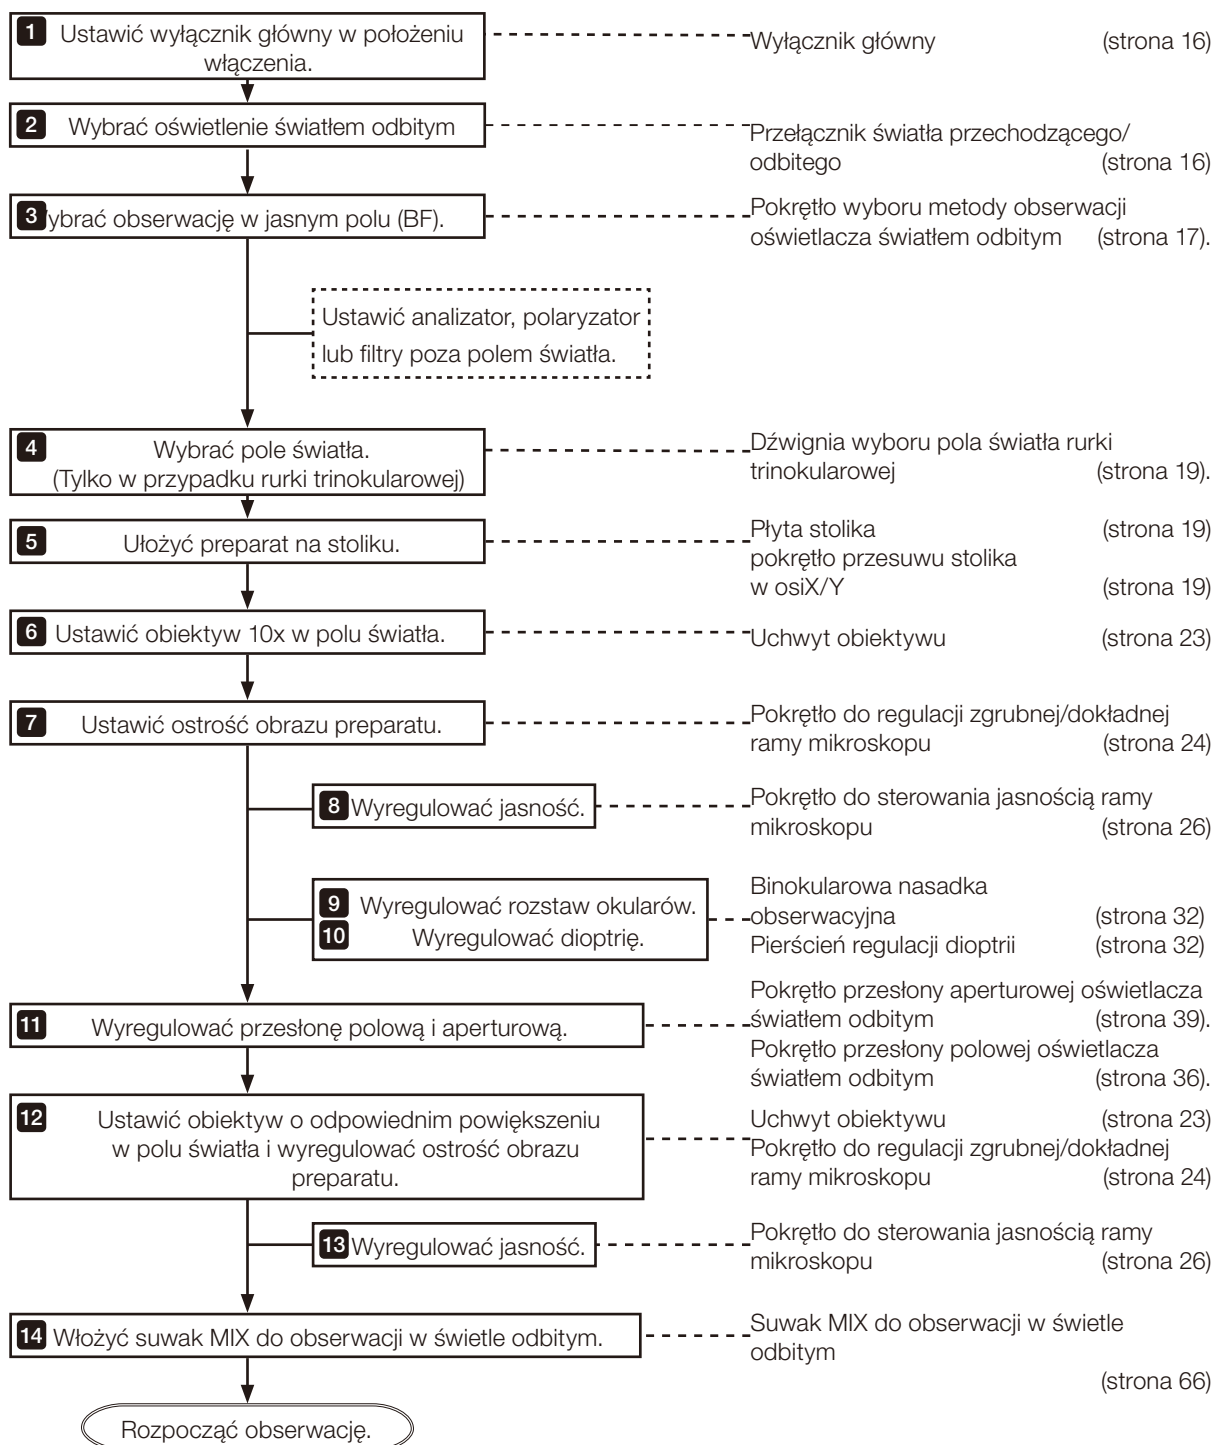 1 Ustawić wyłącznik główny w położeniu
włączenia.
Wyłącznik główny (strona 16)
2 Wybrać oświetlenie światłem odbitym
Przełącznik światła przechodzącego/
odbitego (strona 16)
3 ybrać obserwację w jasnym polu (BF).
Pokrętło wyboru metody obserwacji
oświetlacza światłem odbitym (strona 17).
Ustawić analizator, polaryzator
lub filtry poza polem światła.
4 Wybrać pole światła.
(Tylko w przypadku rurki trinokularowej)
Dźwignia wyboru pola światła rurki
trinokularowej (strona 19).
5 Ułożyć preparat na stoliku.
Płyta stolika (strona 19)
pokrętło przesuwu stolika
w osiX/Y (strona 19)
6 Ustawić obiektyw 10x w polu światła.
Uchwyt obiektywu (strona 23)
7 Ustawić ostrość obrazu preparatu.
Pokrętło do regulacji zgrubnej/dokładnej
ramy mikroskopu (strona 24)
8 Wyregulować jasność.
Pokrętło do sterowania jasnością ramy
mikroskopu (strona 26)
9 Wyregulować rozstaw okularów.
10 Wyregulować dioptrię.
Binokularowa nasadka
obserwacyjna (strona 32)
Pierścień regulacji dioptrii (strona 32)
11 Wyregulować przesłonę polową i aperturową.
Pokrętło przesłony aperturowej oświetlacza
światłem odbitym (strona 39).
Pokrętło przesłony polowej oświetlacza
światłem odbitym (strona 36).
12 Ustawić obiektyw o odpowiednim powiększeniu
w polu światła i wyregulować ostrość obrazu
preparatu.
Uchwyt obiektywu (strona 23)
Pokrętło do regulacji zgrubnej/dokładnej
ramy mikroskopu (strona 24)
13 Wyregulować jasność.
Pokrętło do sterowania jasnością ramy
mikroskopu (strona 26)
14 Włożyć suwak MIX do obserwacji w świetle odbitym.
Suwak MIX do obserwacji w świetle
odbitym
(strona 66)
Rozpocząć obserwację.